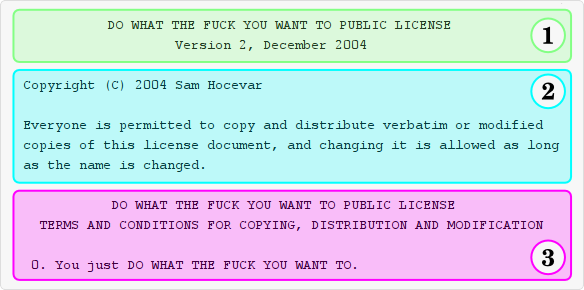 DO WHAT THE FUCK YOU WANT TO PUBLIC LICENSE
Version 2, December 2004
1
Copyright (C) 2004 Sam Hocevar
2
Everyone is permitted to copy and distribute verbatim or modified
copies of this license document, and changing it is allowed as long
as the name is changed.
DO WHAT THE FUCK YOU WANT TO PUBLIC LICENSE
TERMS AND CONDITIONS FOR COPYING, DISTRIBUTION AND MODIFICATION
0. You just DO WHAT THE FUCK YOU WANT TO.
3